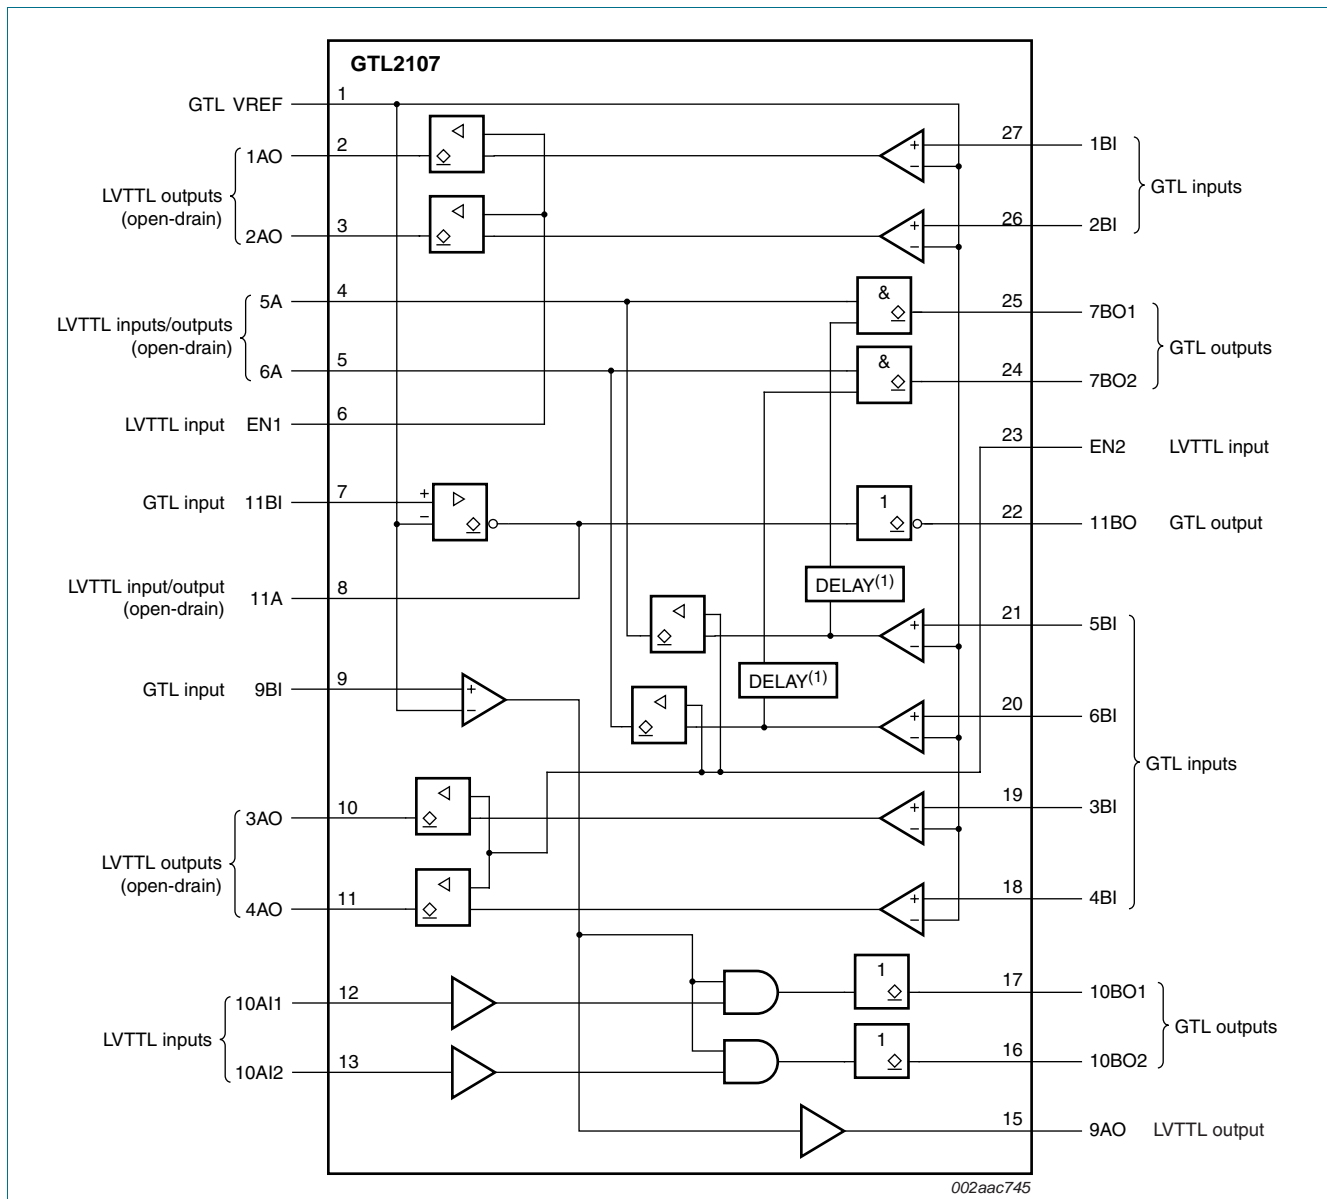 GTL2107
GTL VREF 1
1AO 2
LVTTL outputs
(open-drain)
2AO 3
5A 4
LVTTL inputs/outputs
(open-drain)
6A 5
LVTTL input EN1 6
GTL input 11BI 7
LVTTL input/output
(open-drain)
11A 8
GTL input 9BI 9
3AO 10
LVTTL outputs
(open-drain)
4AO 11
10AI1 12
LVTTL inputs
10AI2 13
+
−
+
−
&
&
1
DELAY(1)
DELAY(1)
1
1
+
−
+
−
+
−
+
−
+
−
+
−
27 1BI
GTL inputs
26 2BI
25 7BO1
GTL outputs
24 7BO2
23 EN2 LVTTL input
22 11BO GTL output
21 5BI
20 6BI
GTL inputs
19 3BI
18 4BI
17 10BO1
GTL outputs
16 10BO2
15 9AO LVTTL output
002aac745